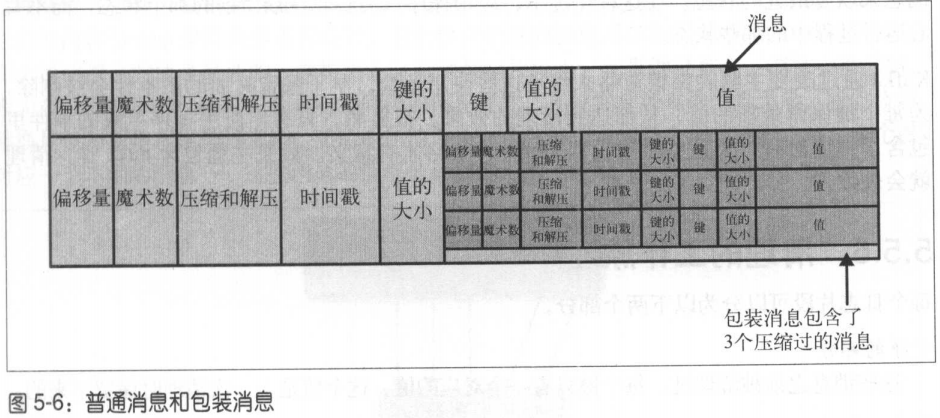 消息
偏移量 魔术数 压缩和解压 时间戳 键的大小 键 值的大小 值
偏移量 魔术数 压缩和解压 时间戳 值的大小
偏移量 魔术数 压缩和解压 时间戳 键的大小 键 值的大小 值
偏移量 魔术数 压缩和解压 时间戳 键的大小 键 值的大小 值
偏移量 魔术数 压缩和解压 时间戳 键的大小 键 值的大小 值
包装消息包含了
3个压缩过的消息
图 5-6：普通消息和包装消息